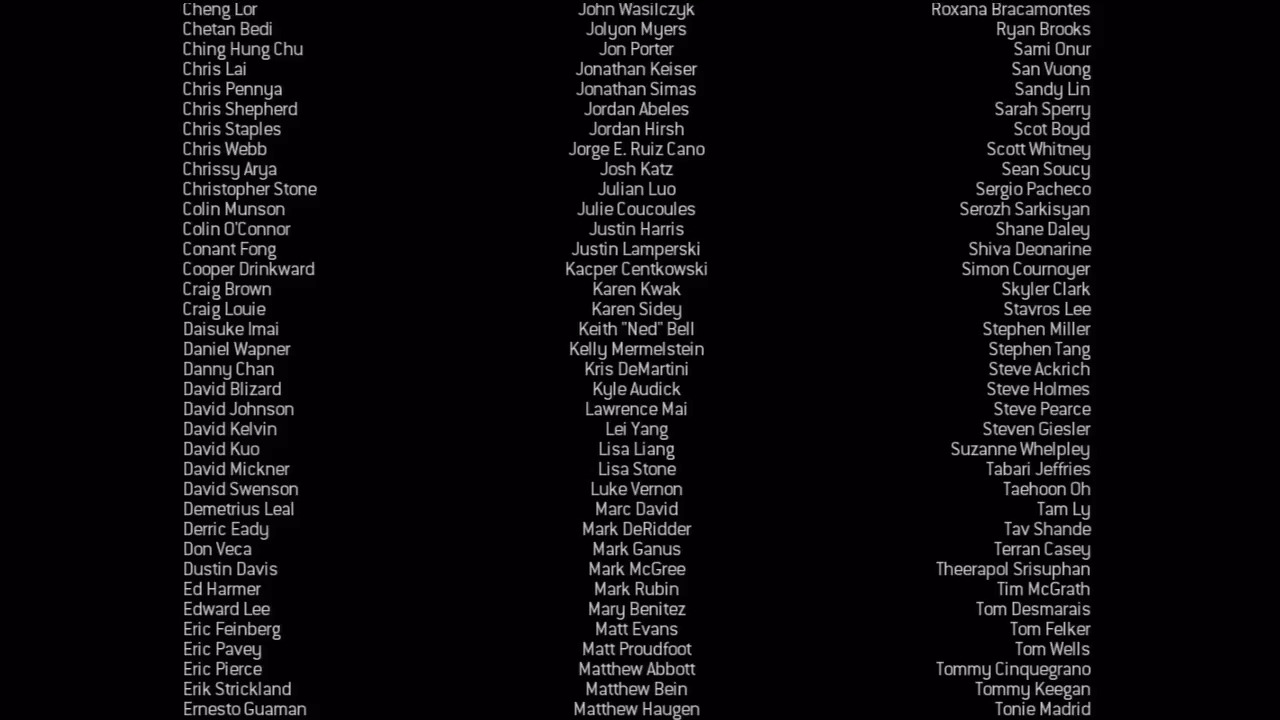 Cheng Lor
Chetan Bedi
Ching Hung Chu
Chris Lai
Chris Pennya
Chris Shepherd
Chris Staples
Chris Webb
Chrissy Arya
Christopher Stone
Colin Munson
Colin O'Connor
Conant Fong
Cooper Drinkward
Craig Brown
Craig Louie
Daisuke Imai
Daniel Wapner
Danny Chan
David Blizard
David Johnson
David Kelvin
David Kuo
David Mickner
David Swenson
Demetrius Leal
Derric Eady
Don Veca
Dustin Davis
Ed Harmer
Edward Lee
Eric Feinberg
Eric Pavey
Eric Pierce
Erik Strickland
Ernesto Guaman
John Wasilczyk
Jolyon Myers
Jon Porter
Jonathan Keiser
Jonathan Simas
Jordan Abeles
Jordan Hirsh
Jorge E. Ruiz Cano
Josh Katz
Julian Luo
Julie Coucoules
Justin Harris
Justin Lamperski
Kacper Centkowski
Karen Kwak
Karen Sidey
Keith "Ned" Bell
Kelly Mermelstein
Kris DeMartini
Kyle Audick
Lawrence Mai
Lei Yang
Lisa Liang
Lisa Stone
Luke Vernon
Marc David
Mark DeRidder
Mark Ganus
Mark McGree
Mark Rubin
Mary Benitez
Matt Evans
Matt Proudfoot
Matthew Abbott
Matthew Bein
Matthew Haugen
Roxana Bracamontes
Ryan Brooks
Sami Onur
San Vuong
Sandy Lin
Sarah Sperry
Scot Boyd
Scott Whitney
Sean Soucy
Sergio Pacheco
Serozh Sarkisyan
Shane Daley
Shiva Deonarine
Simon Cournoyer
Skyler Clark
Stavros Lee
Stephen Miller
Stephen Tang
Steve Ackrich
Steve Holmes
Steve Pearce
Steven Giesler
Suzanne Whelpley
Tabari Jeffries
Taehoon Oh
Tam Ly
Tav Shande
Terran Casey
Theerapol Srisuphan
Tim McGrath
Tom Desmarais
Tom Felker
Tom Wells
Tommy Cinquegrano
Tommy Keegan
Tonie Madrid